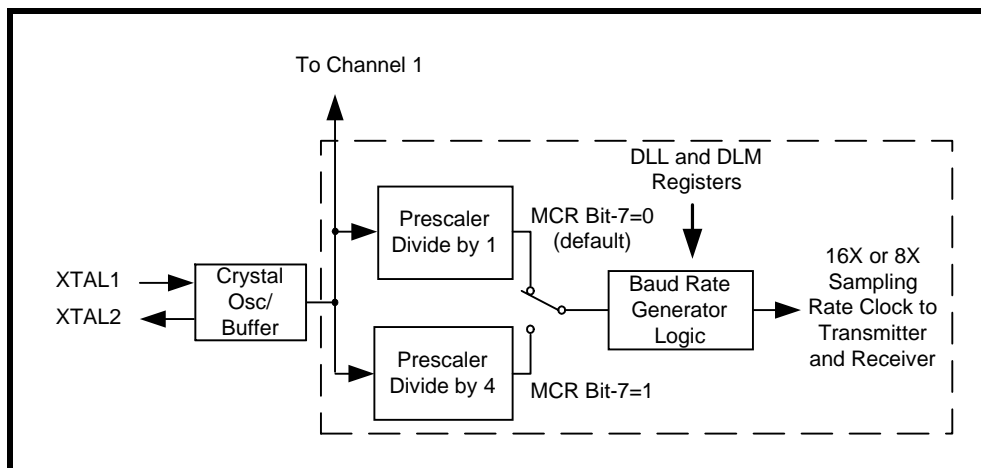 To Channel 1
DLL and DLM
Registers
Prescaler
Divide by 1
MCR Bit-7=0
(default)
XTAL1
XTAL2
Crystal
Osc/
Buffer
Baud Rate
Generator
Logic
16X or 8X
Sampling
Rate Clock to
Transmitter
and Receiver
Prescaler
Divide by 4
MCR Bit-7=1